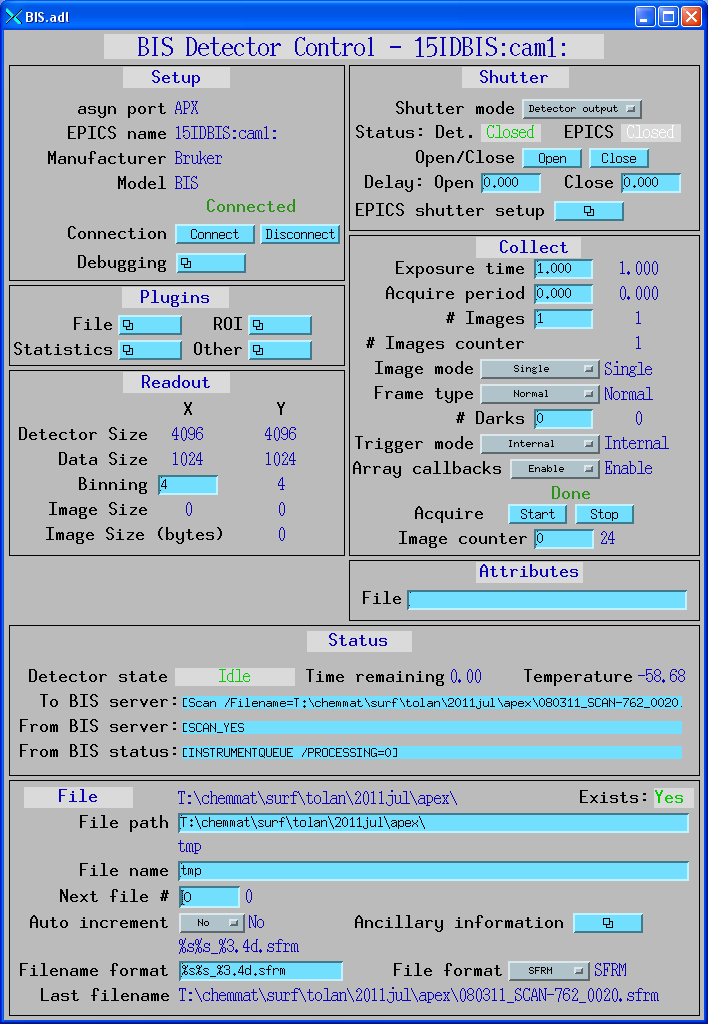 BIS.adl
BIS Detector Control - 15IDBIS:cam1:
Setup
asyn port APX
EPICS name 15IDBIS:cam1:
Manufacturer Bruker
Model BIS
Connected
Connection Connect Disconnect
Debugging
Plugins
File ROI
Statistics Other
Readout
X Y
Detector Size 4096 4096
Data Size 1024 1024
Binning 4 4
Image Size 0 0
Image Size (bytes) 0
Shutter
Shutter mode Detector output
Status: Det. Closed EPICS Closed
Open/Close Open Close
Delay: Open 0.000 Close 0.000
EPICS shutter setup
Collect
Exposure time 1.000 1.000
Acquire period 0.000 0.000
# Images 1 1
# Images counter 1
Image mode Single Single
Frame type Normal Normal
# Darks 0 0
Trigger mode Internal Internal
Array callbacks Enable Enable
Done
Acquire Start Stop
Image counter 0 24
Attributes
File
Status
Detector state Idle Time remaining 0.00 Temperature -58.68
To BIS server: [Scan /Filename=T:\chemmat\surf\tolan\2011jul\apex\080311_SCAN-762_0020.
From BIS server: [SCAN_YES
From BIS status: [INSTRUMENTQUEUE /PROCESSING=0]
File T:\chemmat\surf\tolan\2011jul\apex\ Exists: Yes
File path T:\chemmat\surf\tolan\2011jul\apex\
tmp
File name tmp
Next file # 0 0
Auto increment No No Ancillary information
%s%s_%3.4d.sfrm
Filename format %s%s_%3.4d.sfrm File format SFRM SFRM
Last filename T:\chemmat\surf\tolan\2011jul\apex\080311_SCAN-762_0020.sfrm